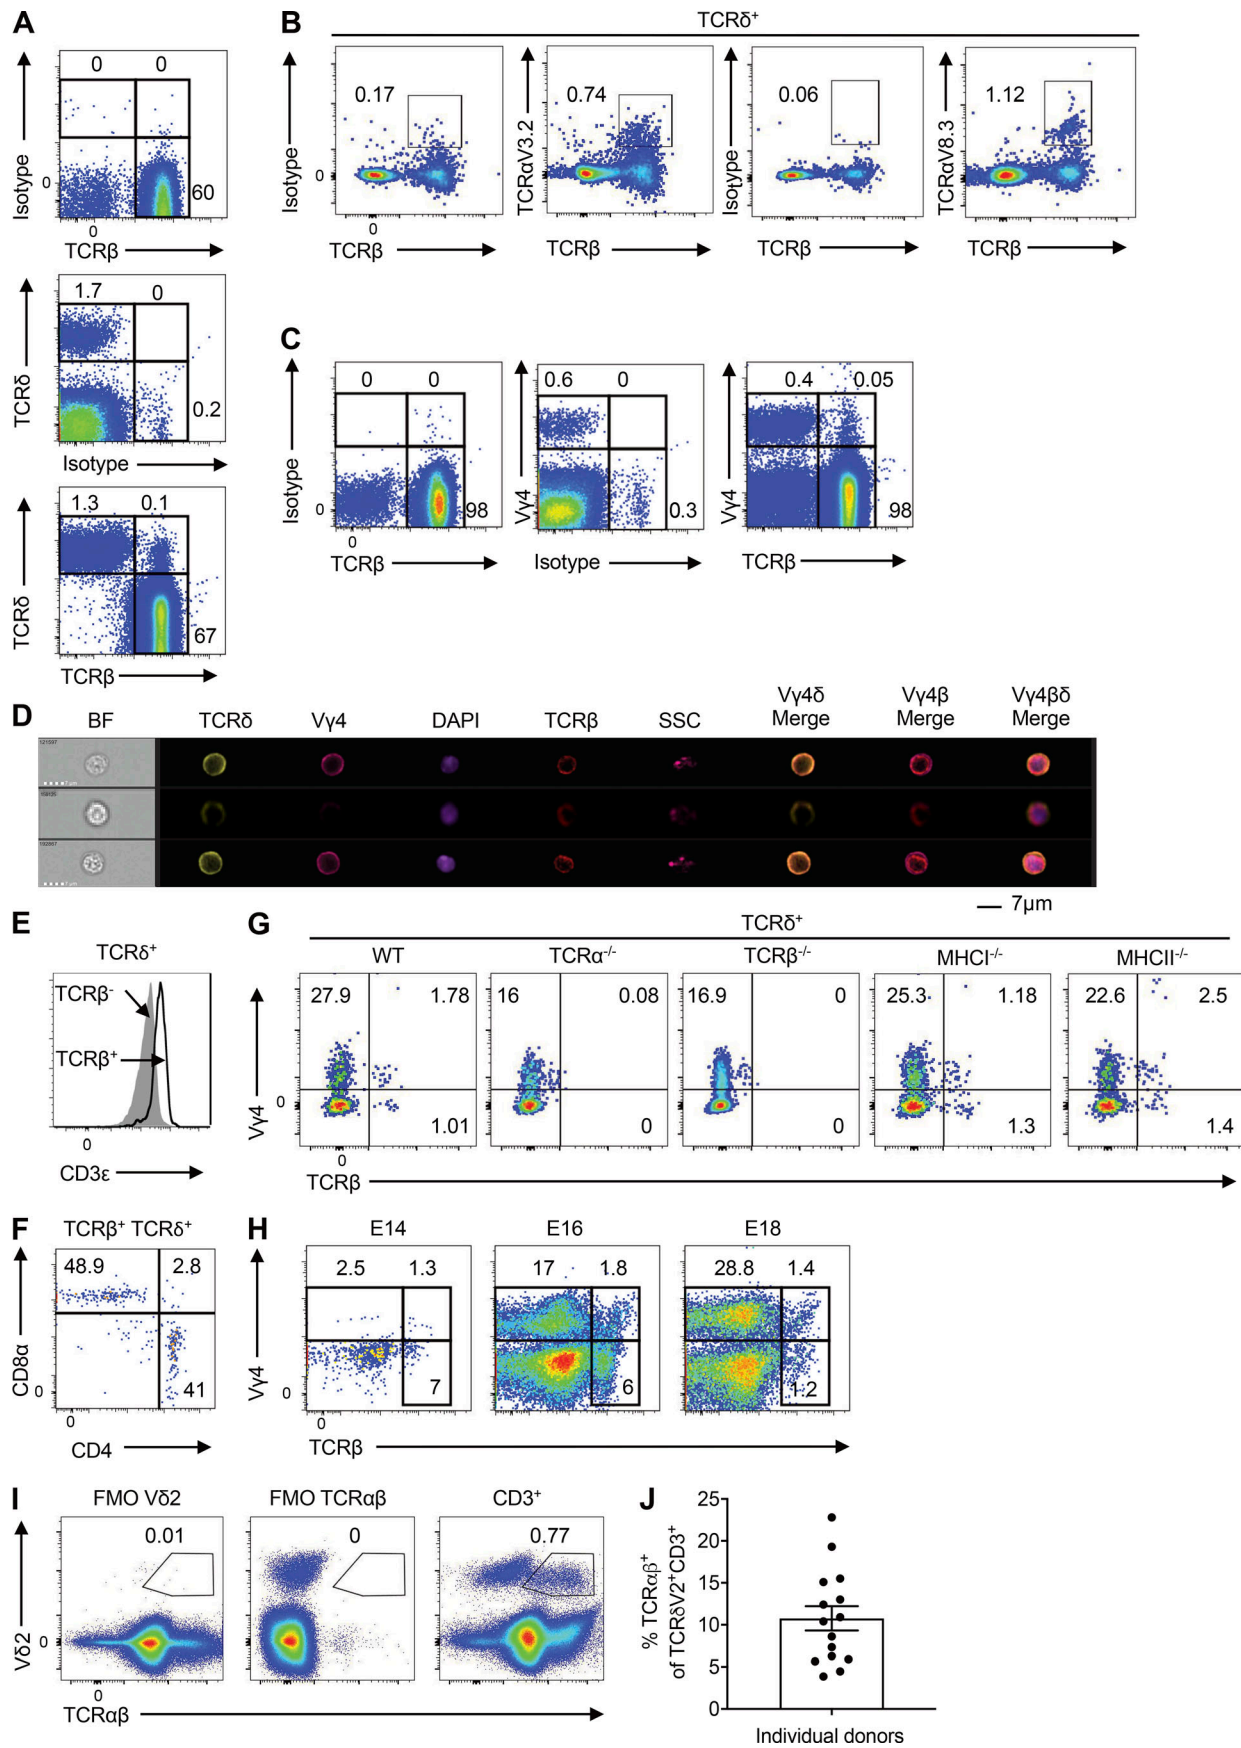 A
Isotype
0 0
60
0
0
TCRβ
TCRδ
1.7 0
0.2
Isotype
TCRδ
1.3 0.1
67
TCRβ
B
TCRδ⁺
Isotype
0.17
0
0
TCRβ
TCRαV3.2
0.74
TCRβ
Isotype
0.06
TCRβ
TCRαV8.3
1.12
TCRβ
C
Isotype
0 0
98
0
0
TCRβ
Vγ4
0.6 0
0.3
Isotype
Vγ4
0.4 0.05
98
TCRβ
D
BF TCRδ Vγ4 DAPI TCRβ SSC Vγ4δ Merge Vγ4β Merge Vγ4βδ Merge
7μm
E
TCRδ⁺
TCRβ⁻
TCRβ⁺
0
CD3ε
F
TCRβ⁺ TCRδ⁺
48.9 2.8
41
CD8α
0
0
CD4
G
TCRδ⁺
WT TCRα⁻/⁻ TCRβ⁻/⁻ MHCI⁻/⁻ MHCII⁻/⁻
27.9 1.78 16 0.08 16.9 0 25.3 1.18 22.6 2.5
Vγ4
0
1.01 0 0 1.3 1.4
0
TCRβ
H
E14 E16 E18
2.5 1.3 17 1.8 28.8 1.4
Vγ4
0
7 6 1.2
0
TCRβ
I
FMO Vδ2 FMO TCRαβ CD3⁺
0.01 0 0.77
Vδ2
0
0
TCRαβ
J
% TCRαβ⁺
of TCRδV2⁺CD3⁺
25
20
15
10
5
0
Individual donors